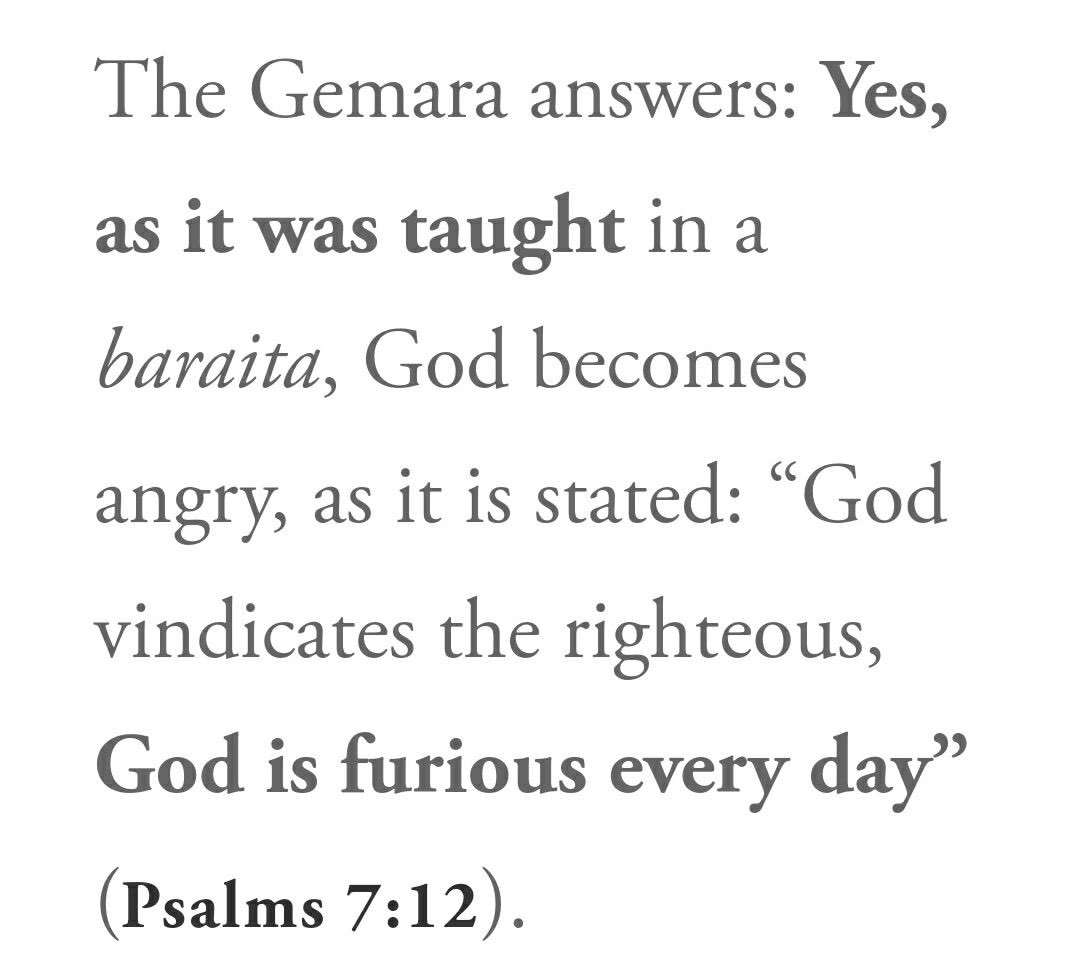 The Gemara answers: Yes,
as it was taught in a
baraita, God becomes
angry, as it is stated: “God
vindicates the righteous,
God is furious every day”
(Psalms 7:12).